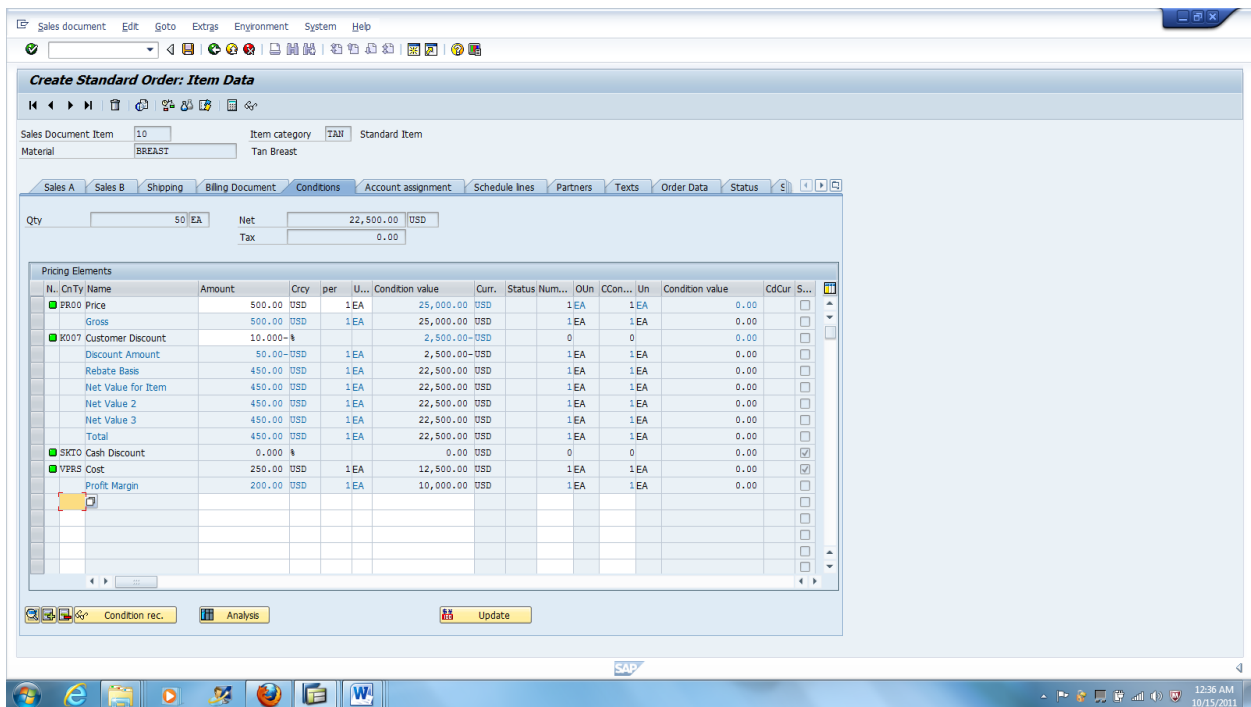 Sales document Edit Goto Extras Environment System Help
Create Standard Order: Item Data
Sales Document Item 10 Item category TAN Standard Item
Material BREAST Tan Breast
Sales A Sales B Shipping Billing Document Conditions Account assignment Schedule lines Partners Texts Order Data Status S
Qty 50 EA Net 22,500.00 USD
Tax 0.00
Pricing Elements
N.. CnTy Name Amount Crcy per U... Condition value Curr. Status Num... OUn CCon... Un Condition value CdCur S...
PR00 Price 500.00 USD 1 EA 25,000.00 USD 1 EA 1 EA 0.00
Gross 500.00 USD 1 EA 25,000.00 USD 1 EA 1 EA 0.00
K007 Customer Discount 10.000- % 2,500.00- USD 0 0 0.00
Discount Amount 50.00- USD 1 EA 2,500.00- USD 1 EA 1 EA 0.00
Rebate Basis 450.00 USD 1 EA 22,500.00 USD 1 EA 1 EA 0.00
Net Value for Item 450.00 USD 1 EA 22,500.00 USD 1 EA 1 EA 0.00
Net Value 2 450.00 USD 1 EA 22,500.00 USD 1 EA 1 EA 0.00
Net Value 3 450.00 USD 1 EA 22,500.00 USD 1 EA 1 EA 0.00
Total 450.00 USD 1 EA 22,500.00 USD 1 EA 1 EA 0.00
SKTO Cash Discount 0.000 % 0.00 USD 0 0 0.00
VPRS Cost 250.00 USD 1 EA 12,500.00 USD 1 EA 1 EA 0.00
Profit Margin 200.00 USD 1 EA 10,000.00 USD 1 EA 1 EA 0.00
Condition rec. Analysis Update
SAP
12:36 AM
10/15/2011